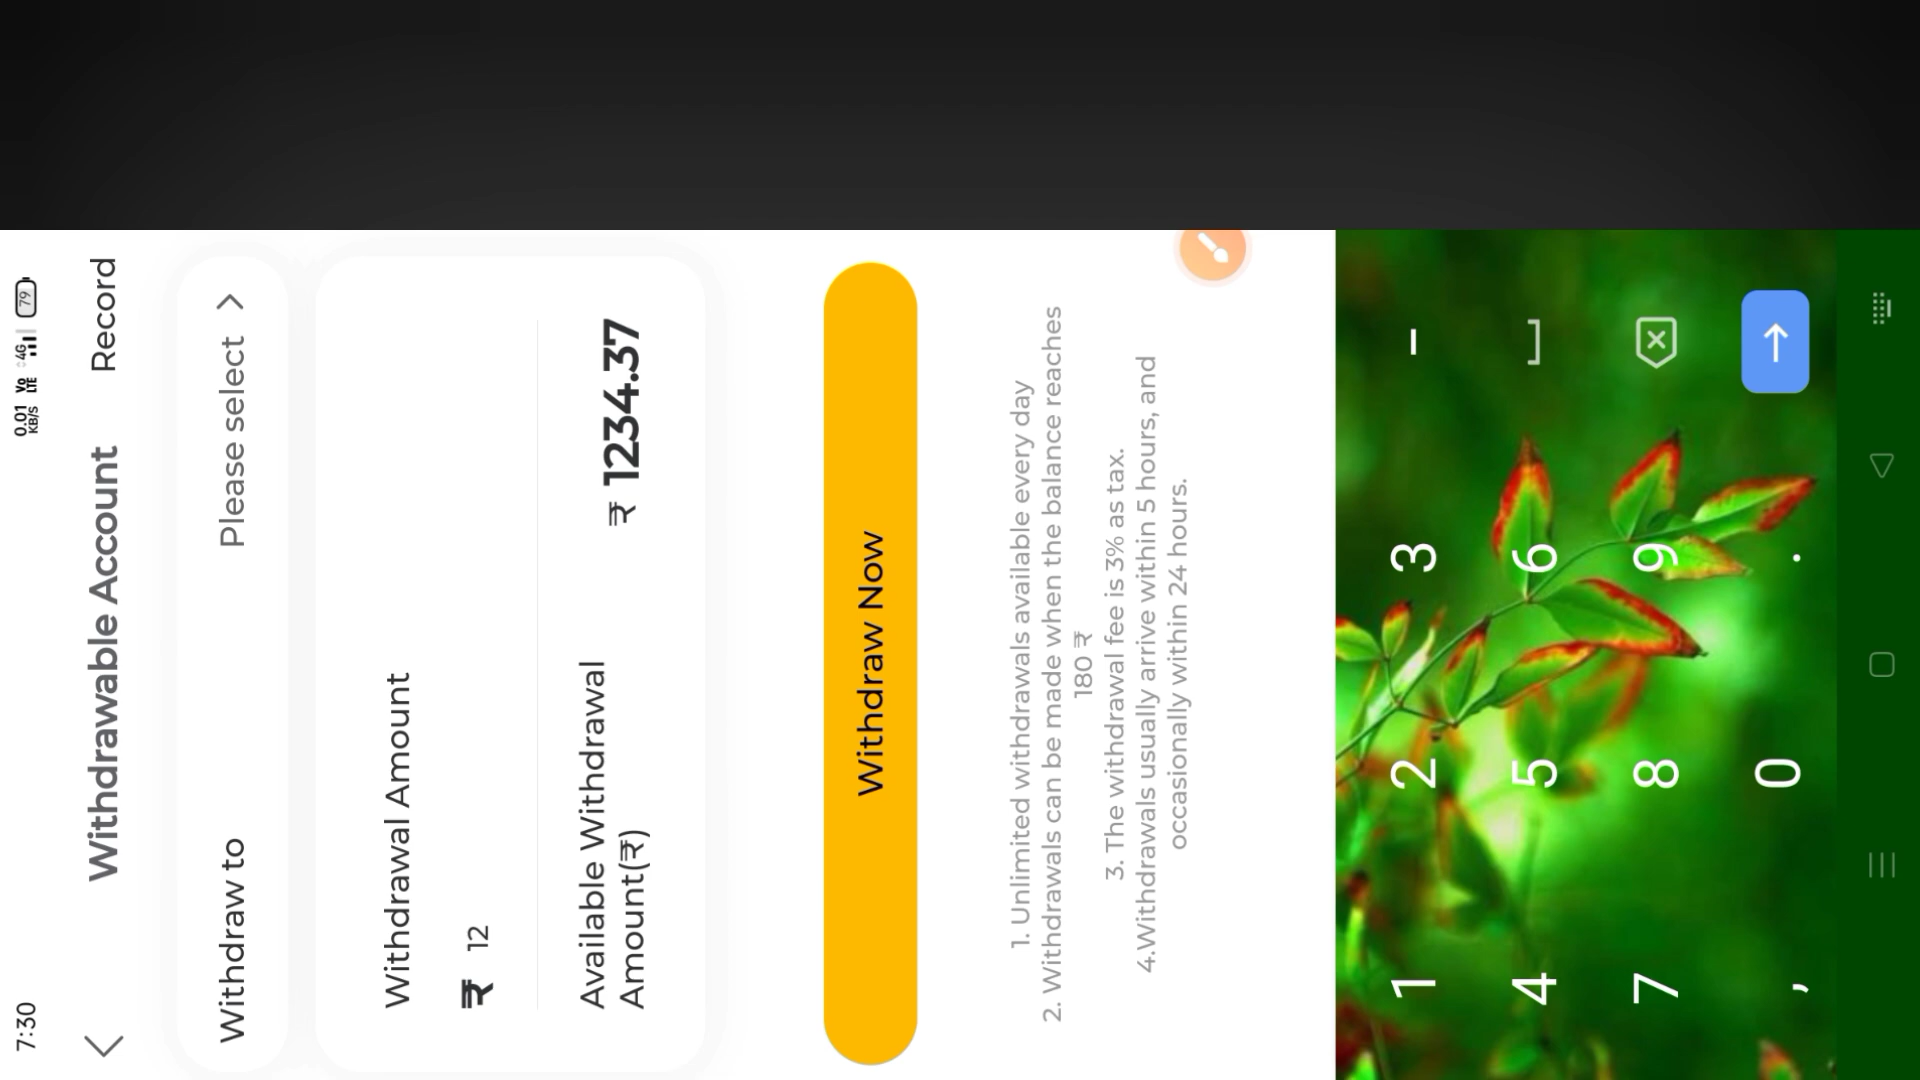 7:30 0.01 KB/S Vo LTE 4G 79
Withdrawable Account Record
Withdraw to Please select >
Withdrawal Amount
₹ 12
Available Withdrawal
Amount(₹) ₹ 1234.37
Withdraw Now
1. Unlimited withdrawals available every day
2. Withdrawals can be made when the balance reaches
180 ₹
3. The withdrawal fee is 3% as tax.
4.Withdrawals usually arrive within 5 hours, and
occasionally within 24 hours.
1 2 3 –
4 5 6 ]
7 8 9
, 0 .